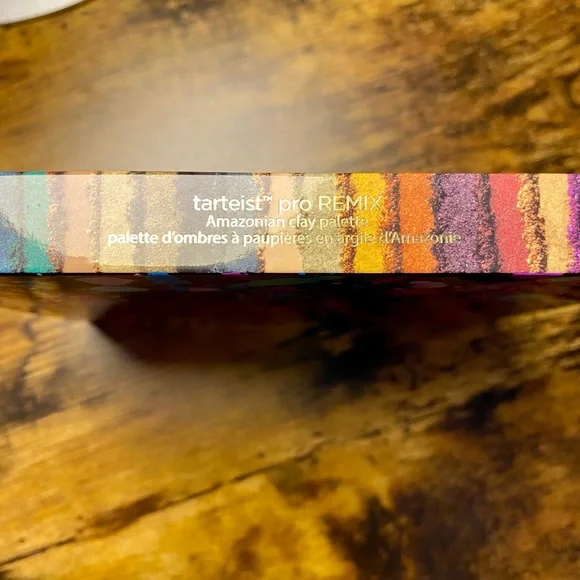 tarteist™ pro REMIX
Amazonian clay palette
palette d'ombres à paupières en argile d'Amazonie